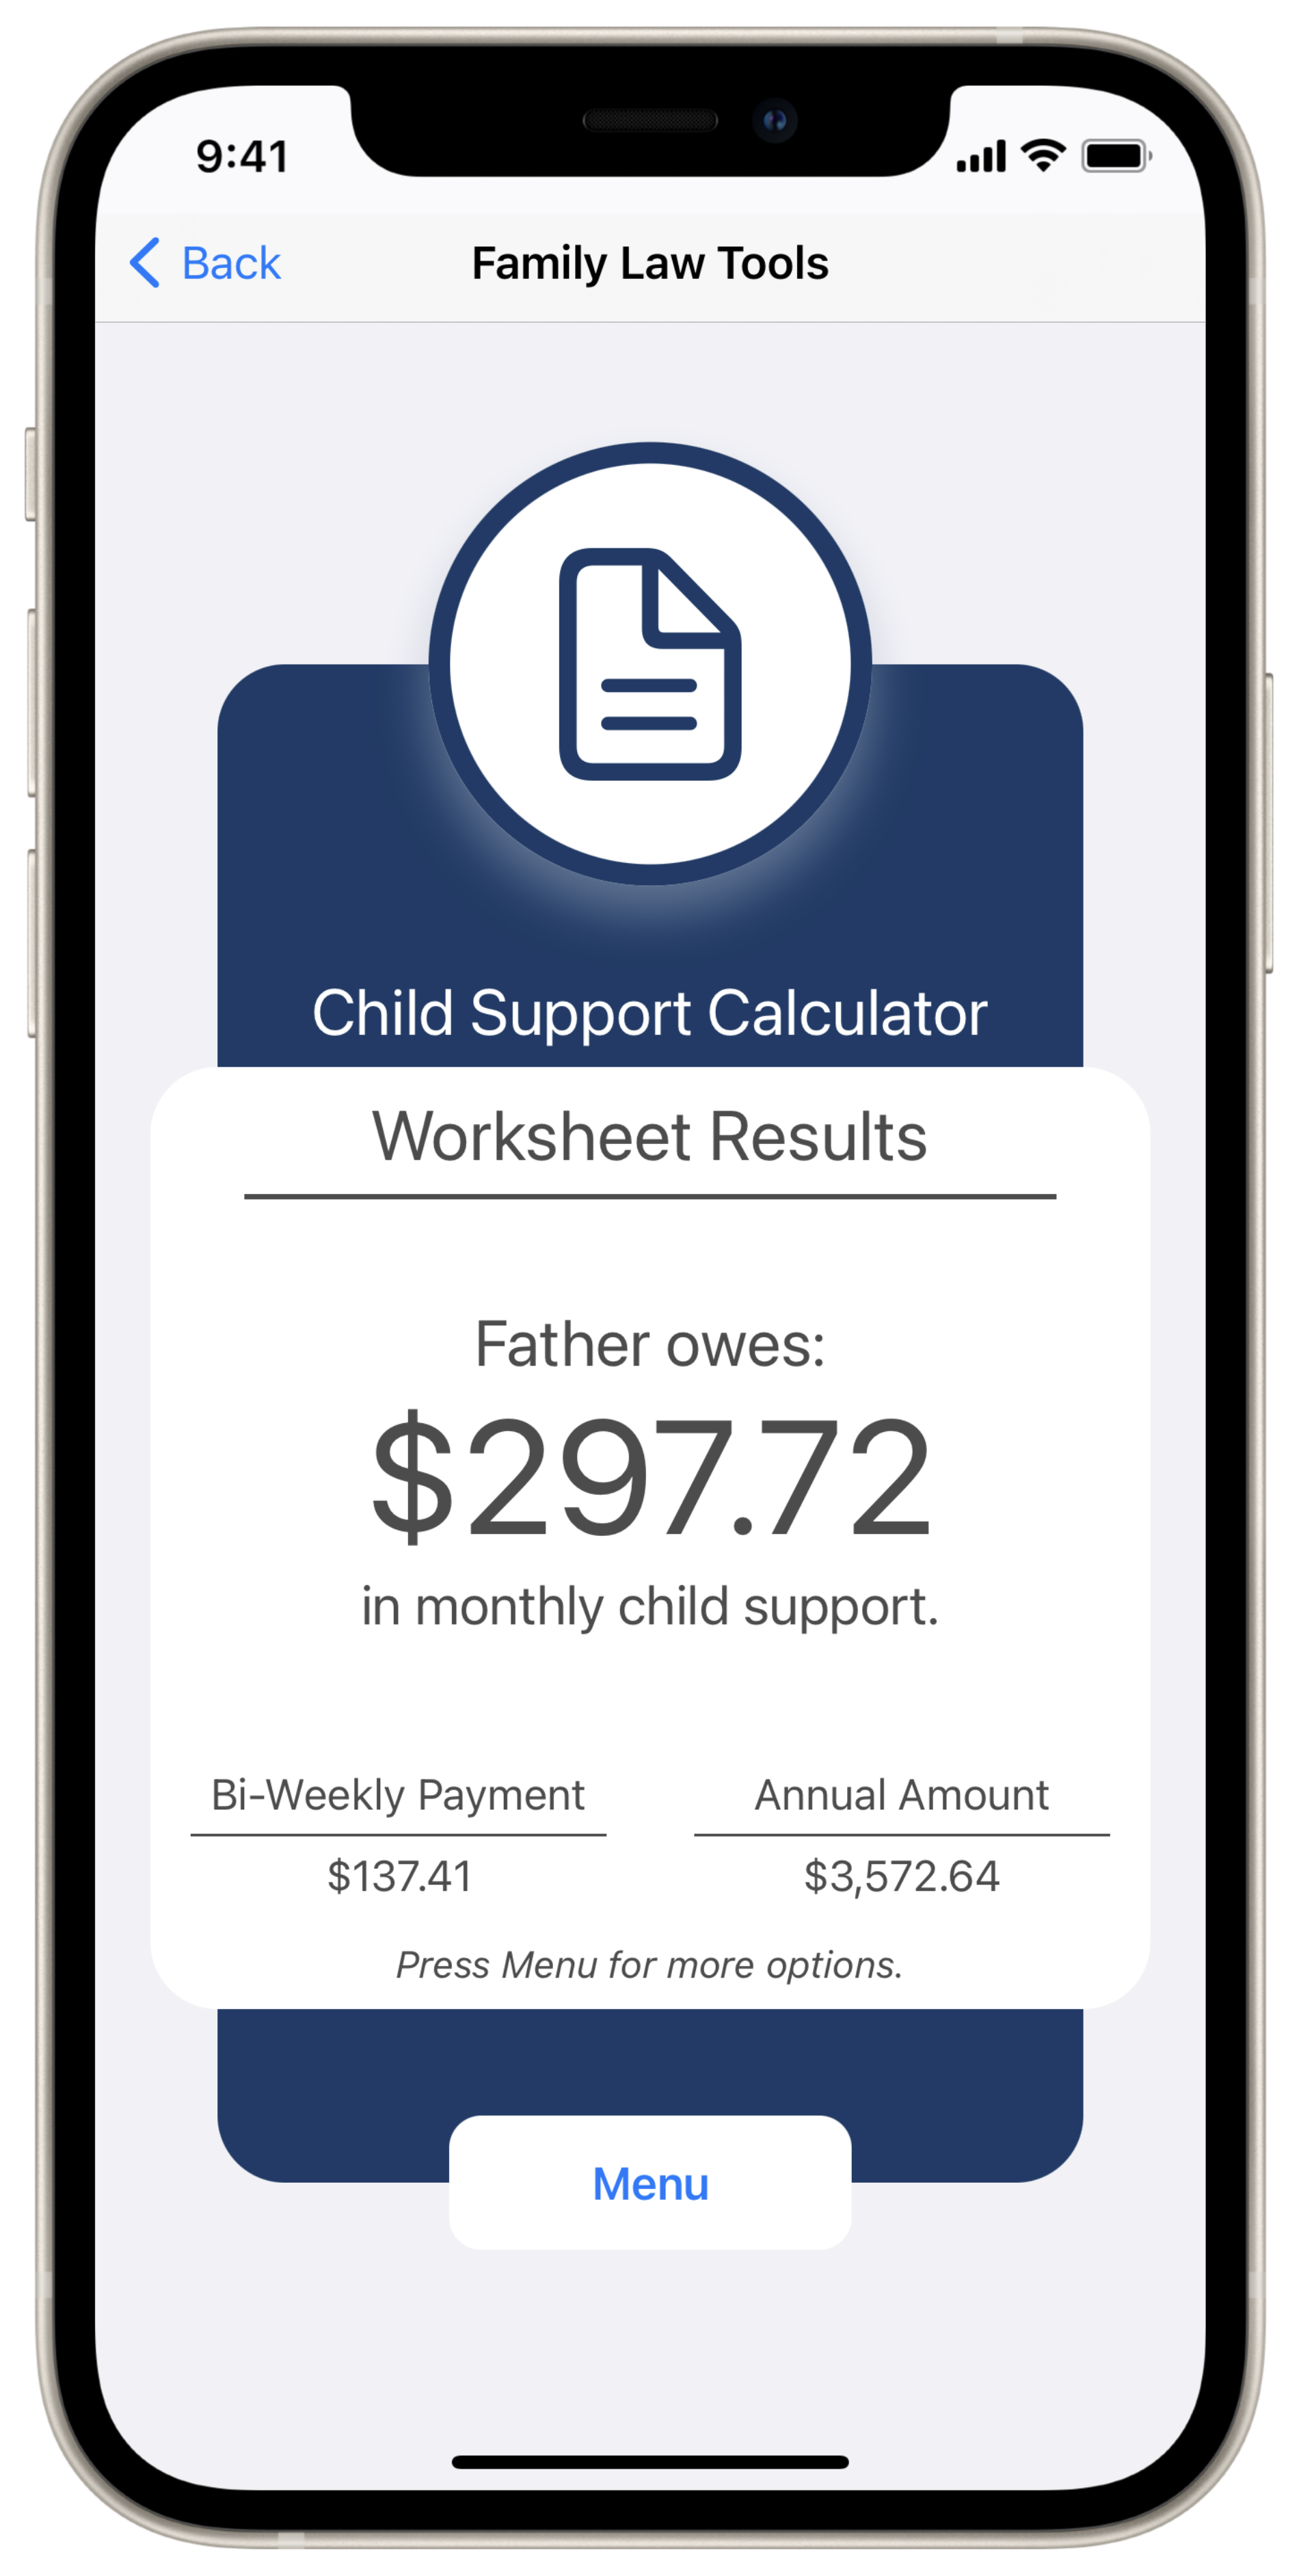 9:41
Back
Family Law Tools
Child Support Calculator
Worksheet Results
Father owes:
$297.72
in monthly child support.
Bi-Weekly Payment
Annual Amount
$137.41
$3,572.64
Press Menu for more options.
Menu